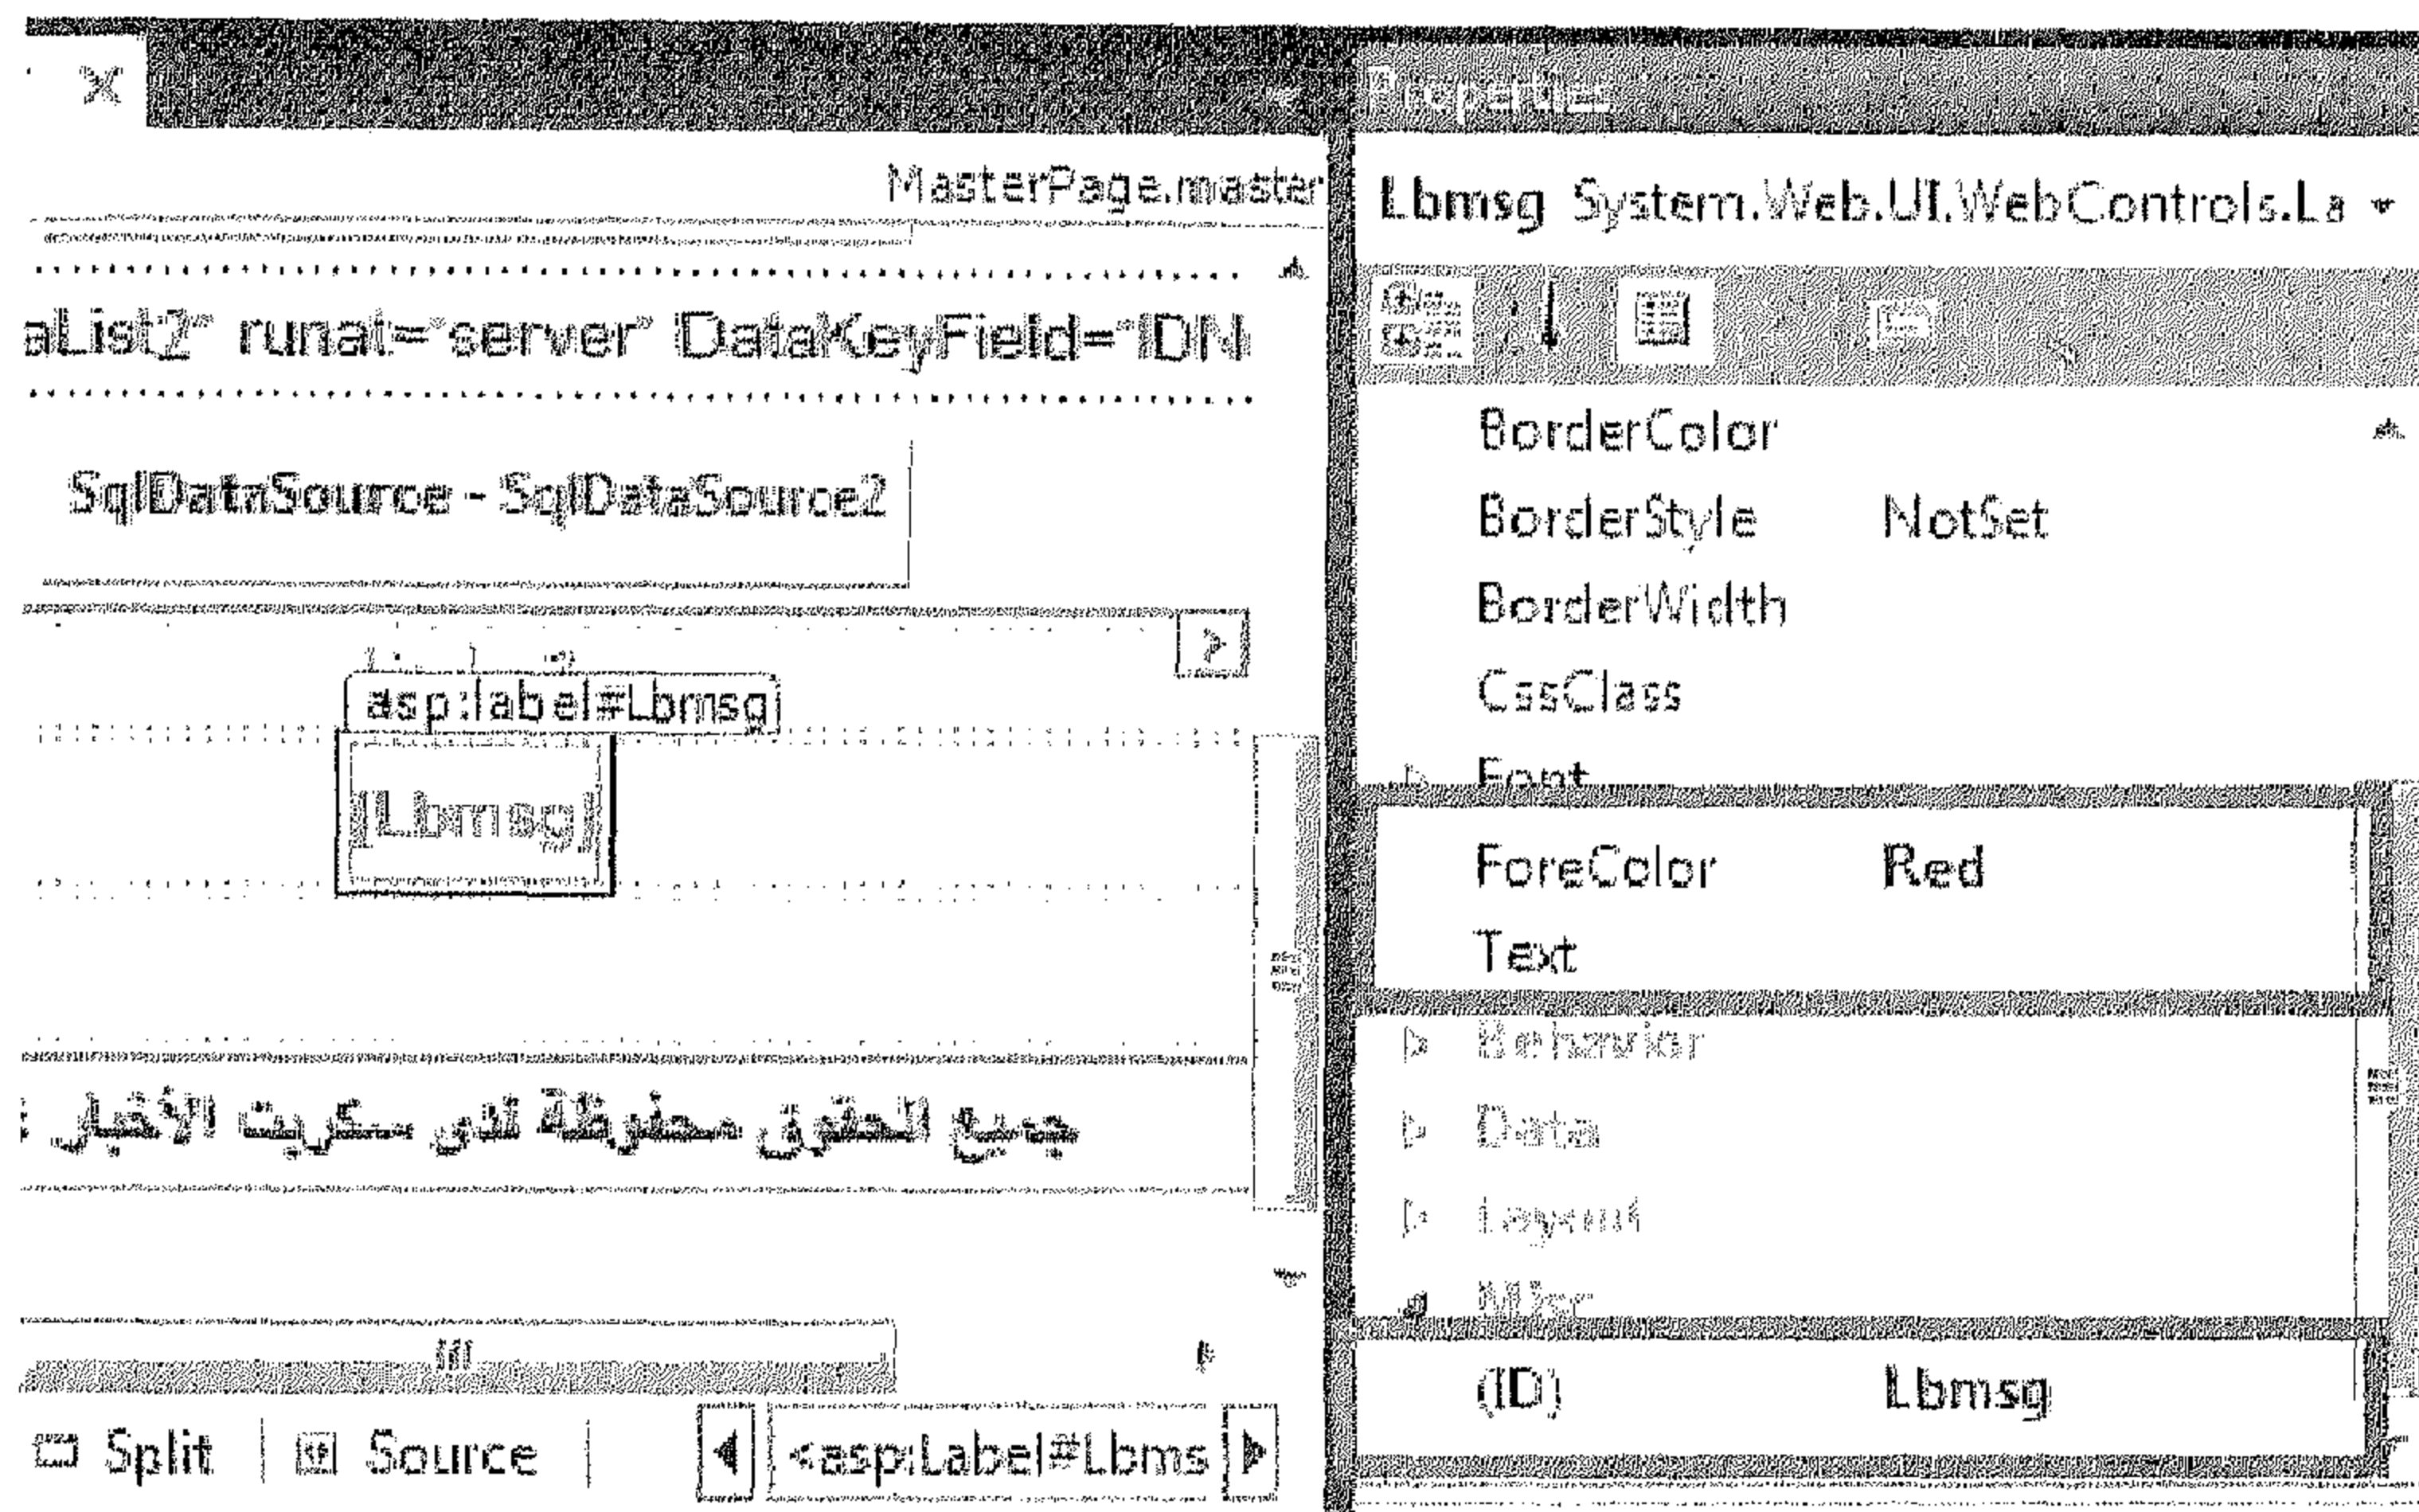 MasterPage.master
aList2" runat="server" DataKeyField="IDN
SqlDataSource - SqlDataSource2
asp:label#Lbmsg
[Lbmsg]
جميع الحقوق محفوظة لدى سكربت الأخبار
Split
Source
<asp:Label#Lbms
Properties
Lbmsg System.Web.UI.WebControls.La
BorderColor
BorderStyle NotSet
BorderWidth
CssClass
Font
ForeColor Red
Text
Behavior
Data
Layout
Misc
(ID) Lbmsg